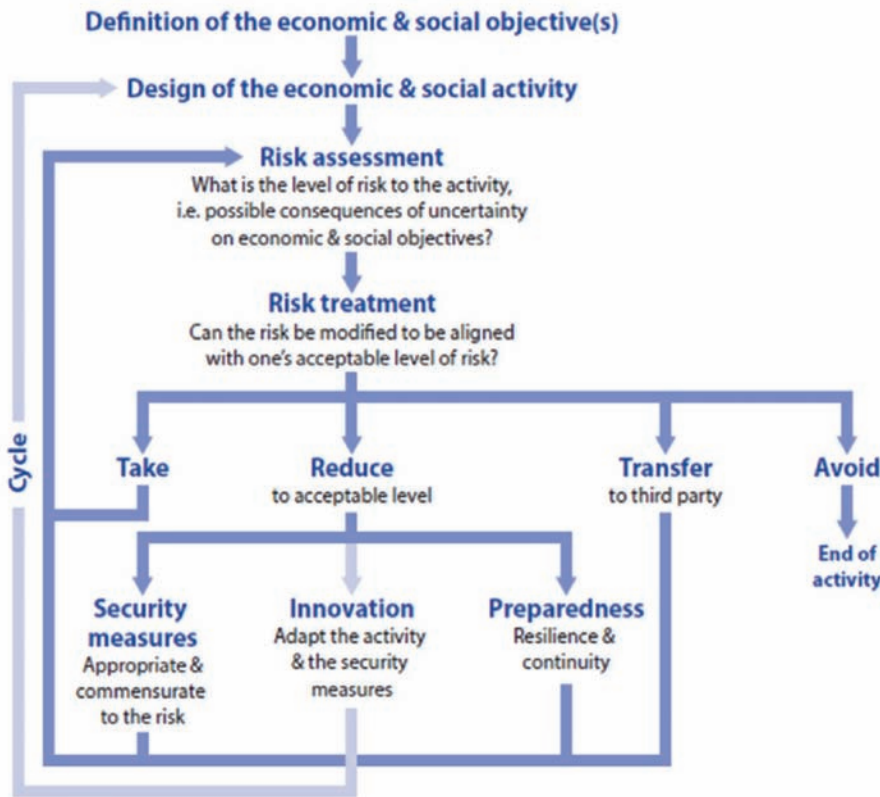 Definition of the economic & social objective(s)
Design of the economic & social activity
Risk assessment
What is the level of risk to the activity,
i.e. possible consequences of uncertainty
on economic & social objectives?
Risk treatment
Can the risk be modified to be aligned
with one's acceptable level of risk?
Cycle
Take
Reduce
to acceptable level
Transfer
to third party
Avoid
End of
activity
Security
measures
Appropriate &
commensurate
to the risk
Innovation
Adapt the activity
& the security
measures
Preparedness
Resilience &
continuity